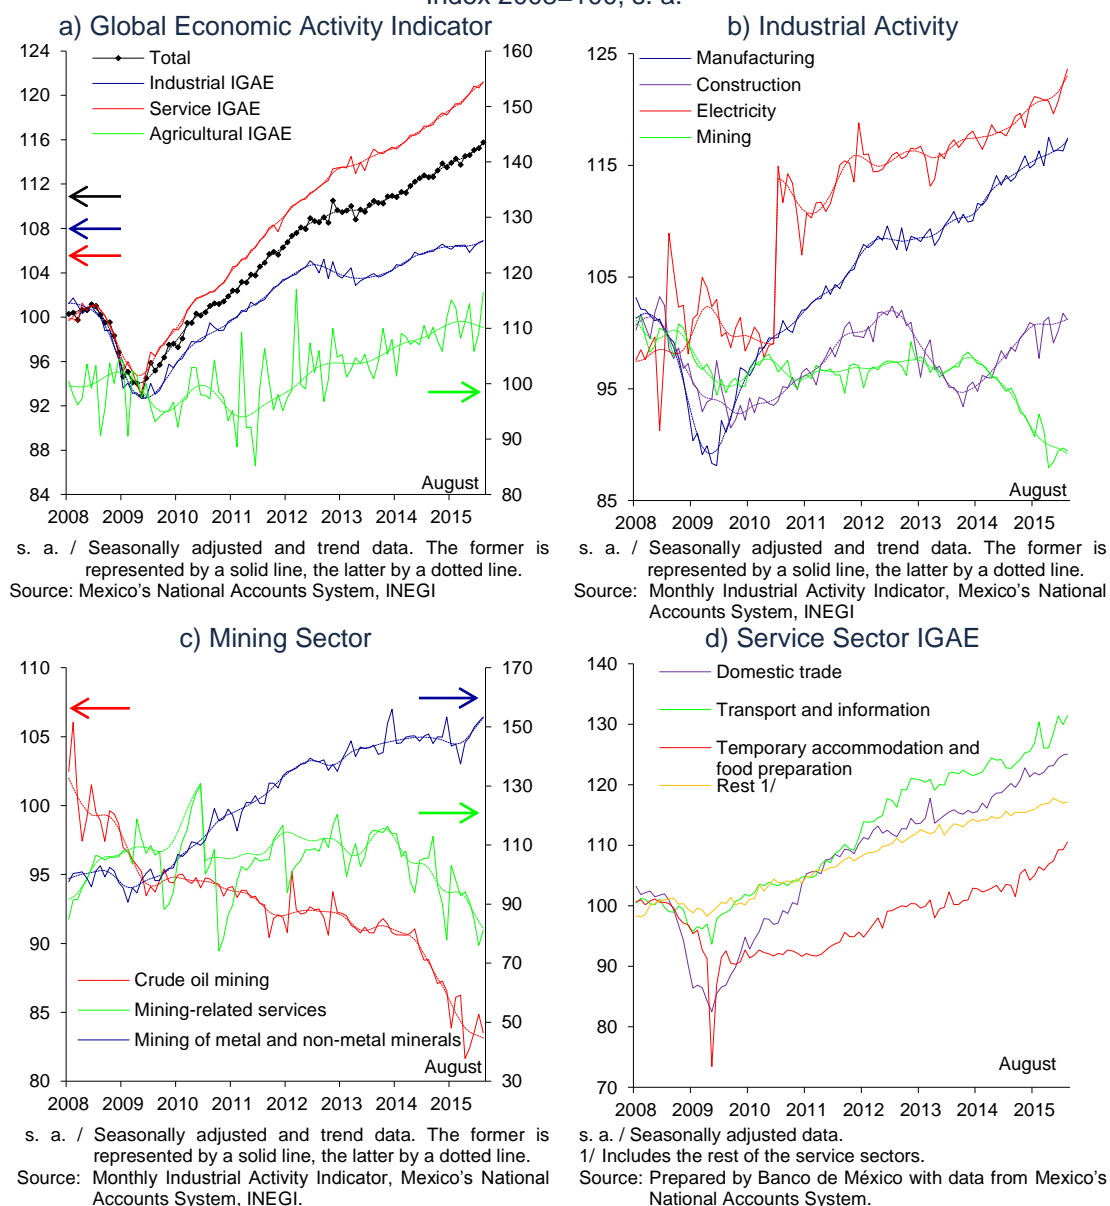 Index 2008=100, s. a.
a) Global Economic Activity Indicator
124
120
116
112
108
104
100
96
92
88
84
160
150
140
130
120
110
100
90
80
Total
Industrial IGAE
Service IGAE
Agricultural IGAE
August
2008 2009 2010 2011 2012 2013 2014 2015
s. a. / Seasonally adjusted and trend data. The former is
represented by a solid line, the latter by a dotted line.
Source: Mexico's National Accounts System, INEGI
b) Industrial Activity
125
115
105
95
85
Manufacturing
Construction
Electricity
Mining
August
2008 2009 2010 2011 2012 2013 2014 2015
s. a. / Seasonally adjusted and trend data. The former is
represented by a solid line, the latter by a dotted line.
Source: Monthly Industrial Activity Indicator, Mexico's National
Accounts System, INEGI
c) Mining Sector
110
105
100
95
90
85
80
170
150
130
110
90
70
50
30
Crude oil mining
Mining-related services
Mining of metal and non-metal minerals
August
2008 2009 2010 2011 2012 2013 2014 2015
s. a. / Seasonally adjusted and trend data. The former is
represented by a solid line, the latter by a dotted line.
Source: Monthly Industrial Activity Indicator, Mexico's National
Accounts System, INEGI.
d) Service Sector IGAE
140
130
120
110
100
90
80
70
Domestic trade
Transport and information
Temporary accommodation and
food preparation
Rest 1/
August
2008 2009 2010 2011 2012 2013 2014 2015
s. a. / Seasonally adjusted data.
1/ Includes the rest of the service sectors.
Source: Prepared by Banco de México with data from Mexico's
National Accounts System.